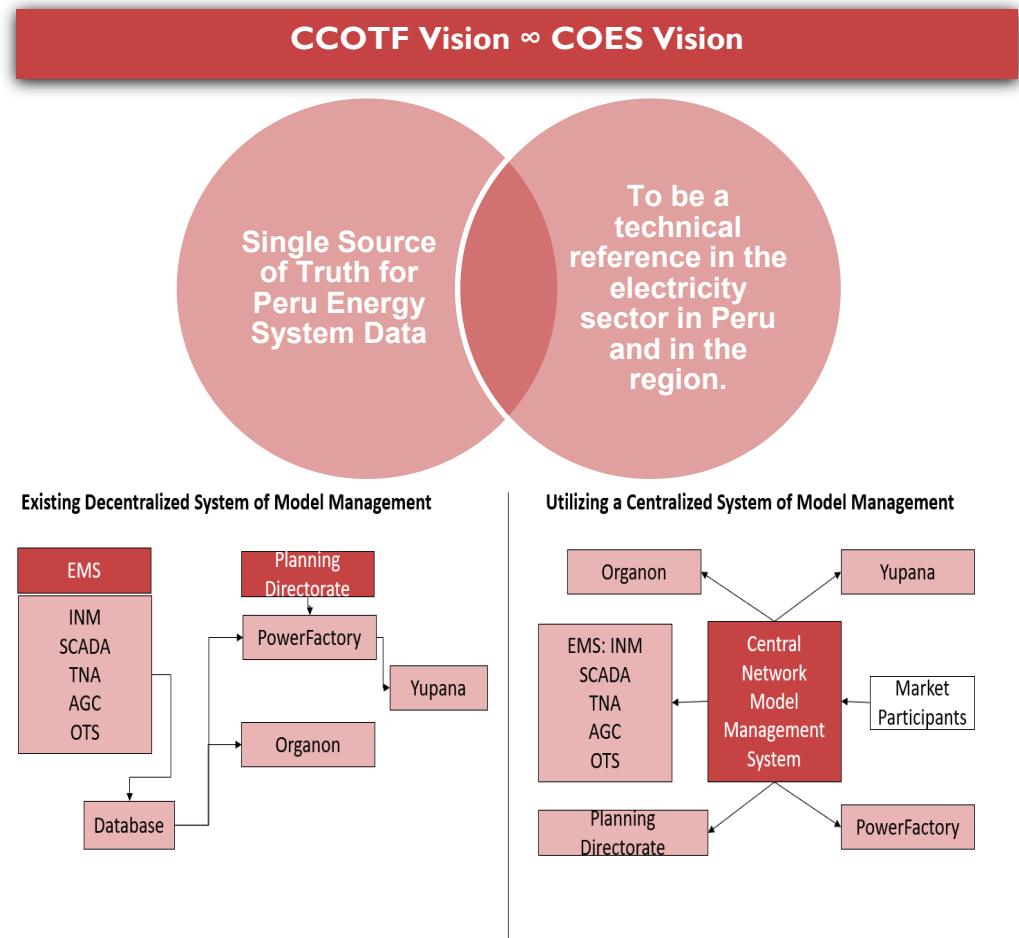 CCOTF Vision ∞ COES Vision
Single Source
of Truth for
Peru Energy
System Data
To be a
technical
reference in the
electricity
sector in Peru
and in the
region.
Existing Decentralized System of Model Management
EMS
INM
SCADA
TNA
AGC
OTS
Database
Planning
Directorate
PowerFactory
Yupana
Organon
Utilizing a Centralized System of Model Management
Organon
Yupana
EMS: INM
SCADA
TNA
AGC
OTS
Central
Network
Model
Management
System
Market
Participants
Planning
Directorate
PowerFactory